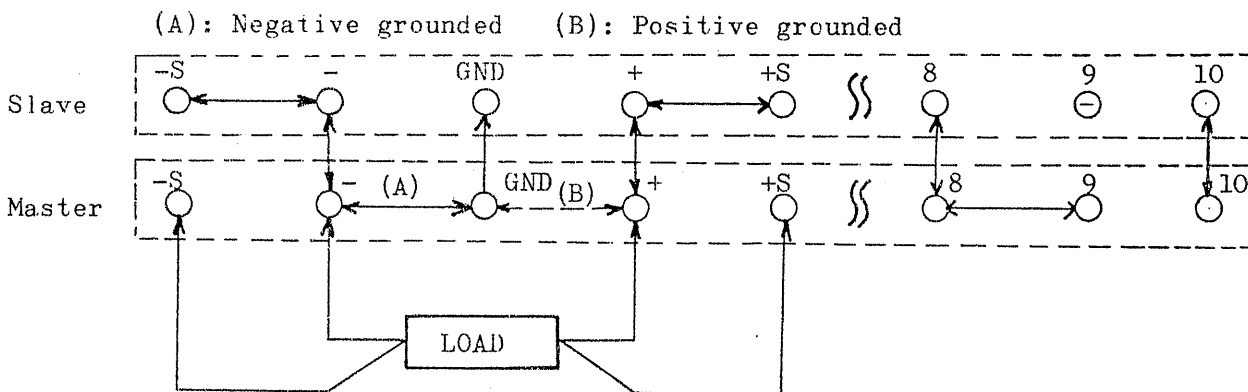 (A): Negative grounded (B): Positive grounded
-S - GND + +S 8 9 10
Slave
-S - (A) GND (B) + +S 8 9 10
Master
LOAD